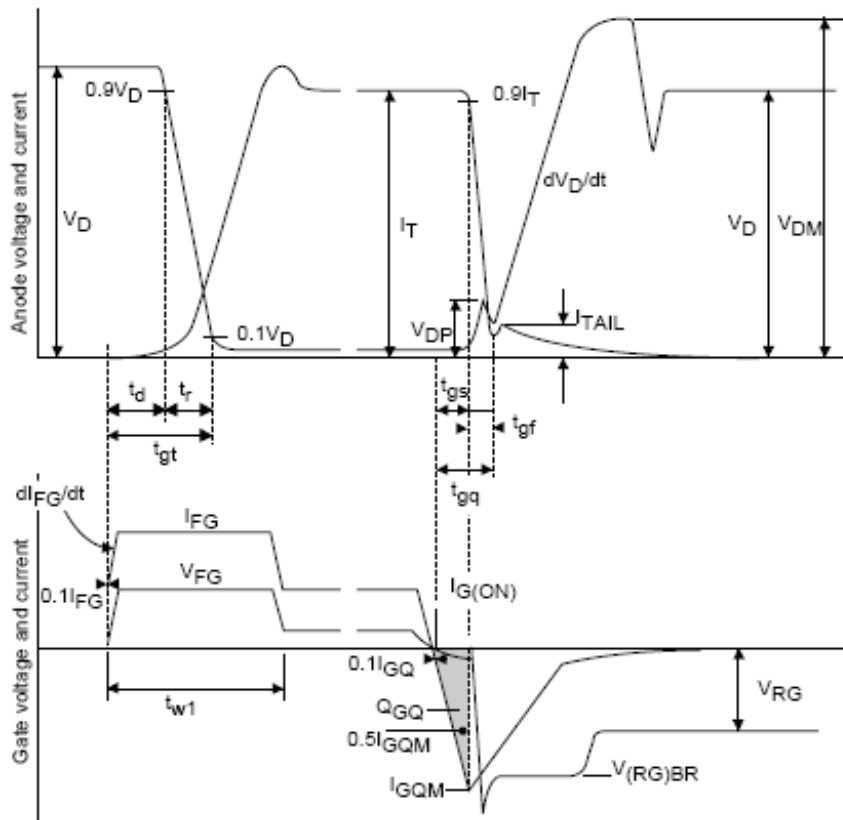 Anode voltage and current
0.9V_D
0.9I_T
dV_D/dt
V_D
I_T
V_D
V_DM
V_DP
I_TAIL
0.1V_D
t_d
t_r
t_gs
t_gf
t_gt
t_gq
Gate voltage and current
dI_FG/dt
I_FG
V_FG
0.1I_FG
I_G(ON)
0.1I_GQ
t_w1
Q_GQ
V_RG
0.5I_GQM
I_GQM
V_(RG)BR